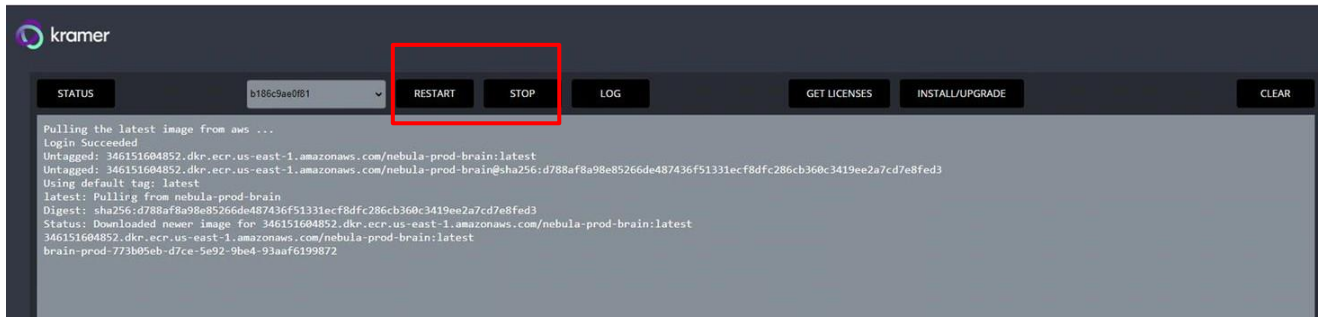 kramer
STATUS b186c9ae0f81 RESTART STOP LOG GET LICENSES INSTALL/UPGRADE CLEAR
Pulling the latest image from aws ...
Login Succeeded
Untagged: 346151604852.dkr.ecr.us-east-1.amazonaws.com/nebula-prod-brain:latest
Untagged: 346151604852.dkr.ecr.us-east-1.amazonaws.com/nebula-prod-brain@sha256:d788af8a98e85266de487436f51331ecf8dfc286cb360c3419ee2a7cd7e8fed3
Using default tag: latest
latest: Pulling from nebula-prod-brain
Digest: sha256:d788af8a98e85266de487436f51331ecf8dfc286cb360c3419ee2a7cd7e8fed3
Status: Downloaded newer image for 346151604852.dkr.ecr.us-east-1.amazonaws.com/nebula-prod-brain:latest
346151604852.dkr.ecr.us-east-1.amazonaws.com/nebula-prod-brain:latest
brain-prod-773b05eb-d7ce-5e92-9be4-93aaf6199872